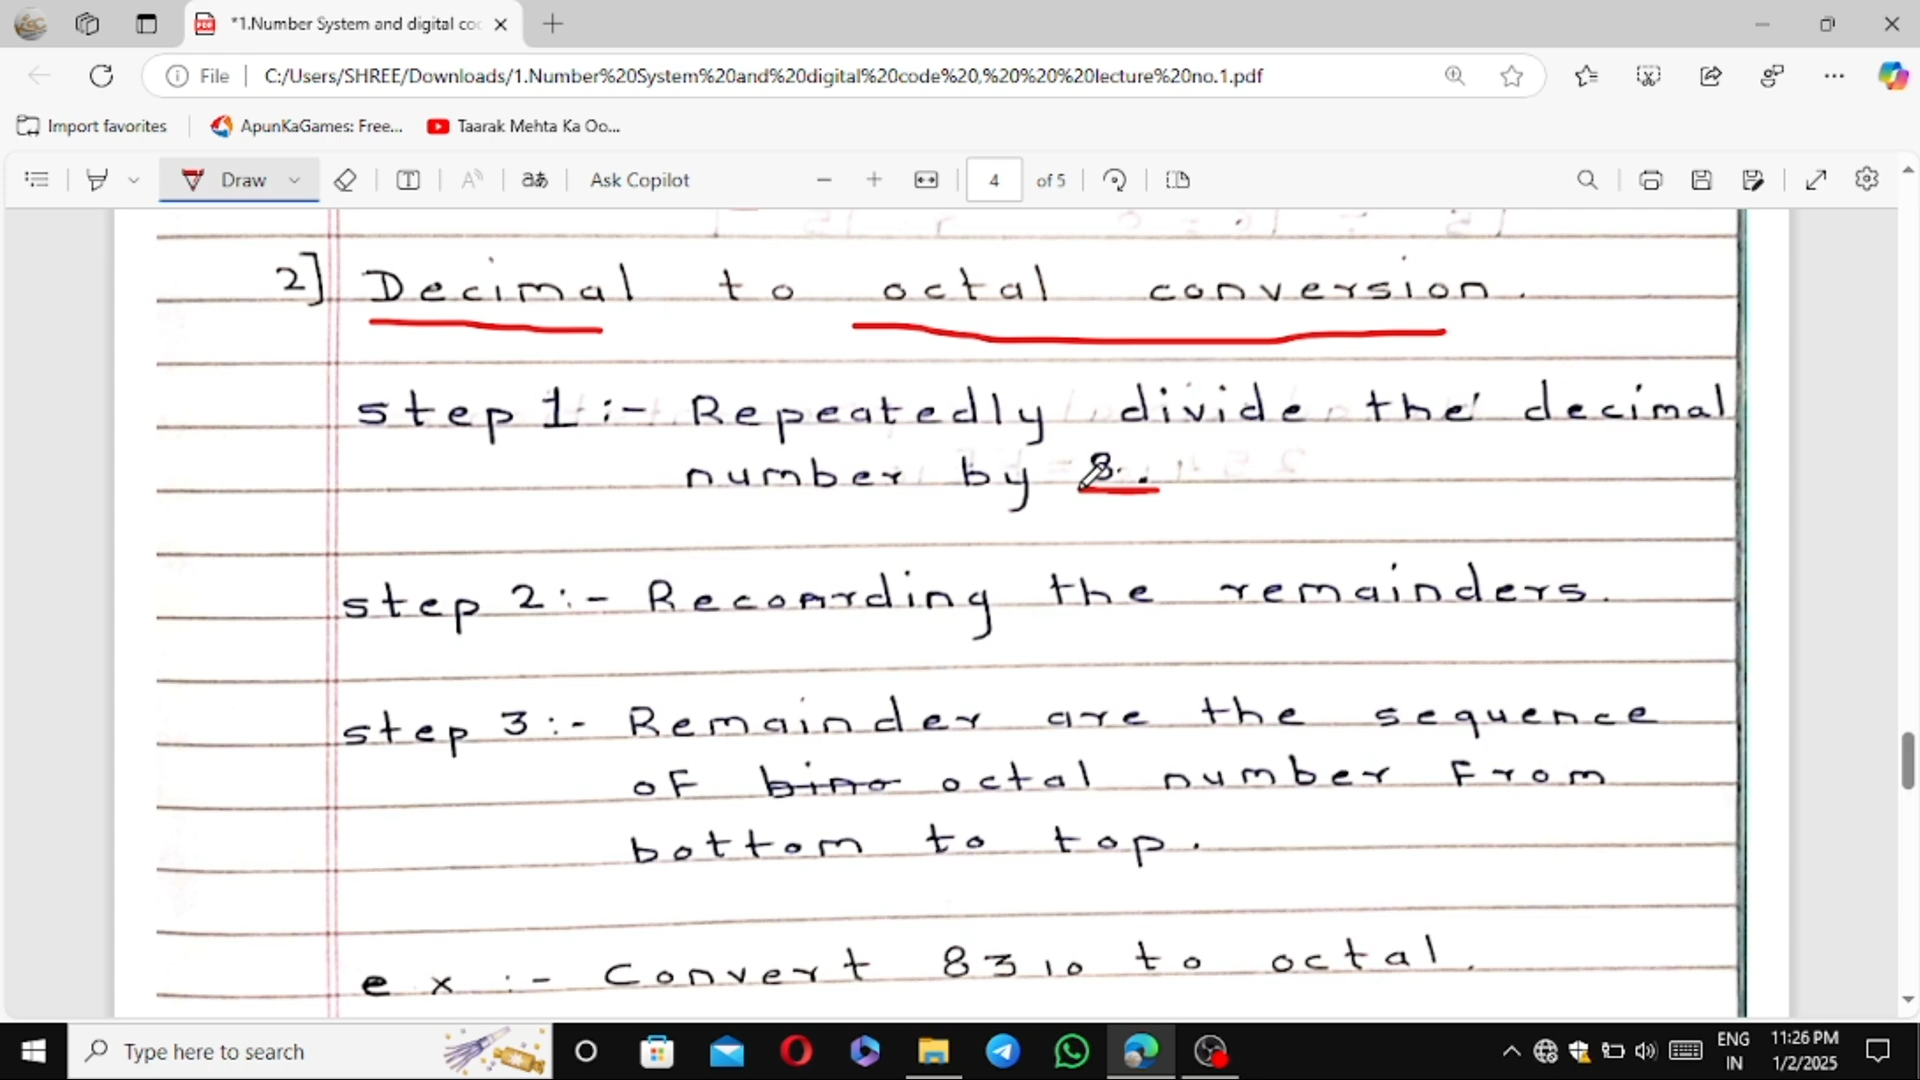 *1.Number System and digital co
File
C:/Users/SHREE/Downloads/1.Number%20System%20and%20digital%20code%20,%20%20%20lecture%20no.1.pdf
Import favorites
ApunKaGames: Free...
Taarak Mehta Ka Oo...
Draw
Ask Copilot
4 of 5
2] Decimal to octal conversion.
step 1 :- Repeatedly divide the decimal
number by 8.
step 2 :- Recording the remainders.
step 3 :- Remainder are the sequence
of bino octal number from
bottom to top.
ex :- Convert 83 10 to octal.
Type here to search
ENG
IN
11:26 PM
1/2/2025